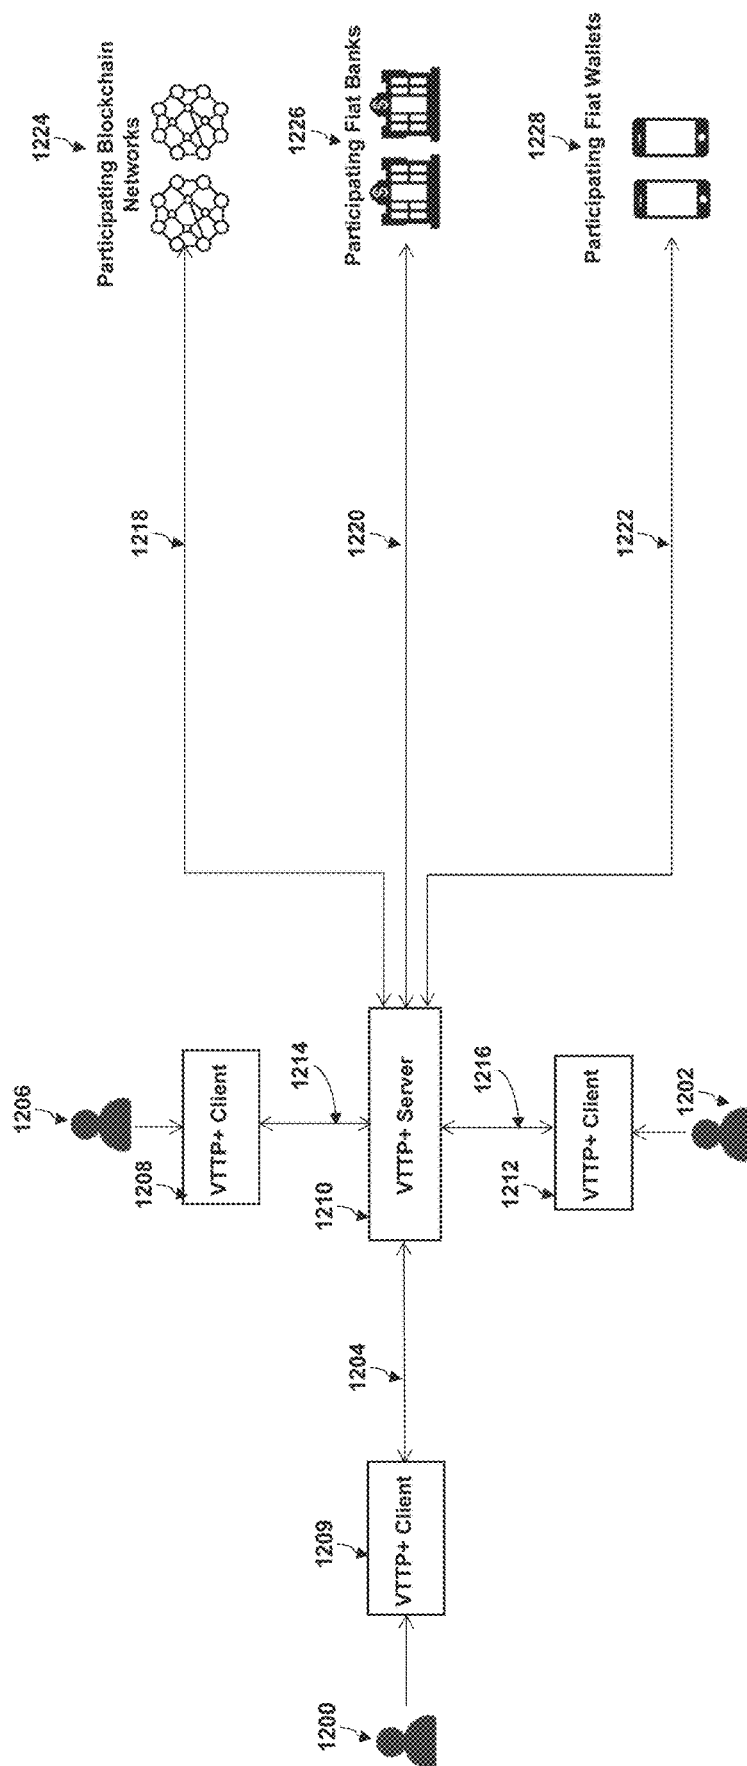 1224
Participating Blockchain
Networks
1226
Participating Fiat Banks
1228
Participating Fiat Wallets
1218
1220
1222
1206
1208
VTTP+ Client
1214
1210
VTTP+ Server
1216
1212
VTTP+ Client
1202
1204
1209
VTTP+ Client
1200